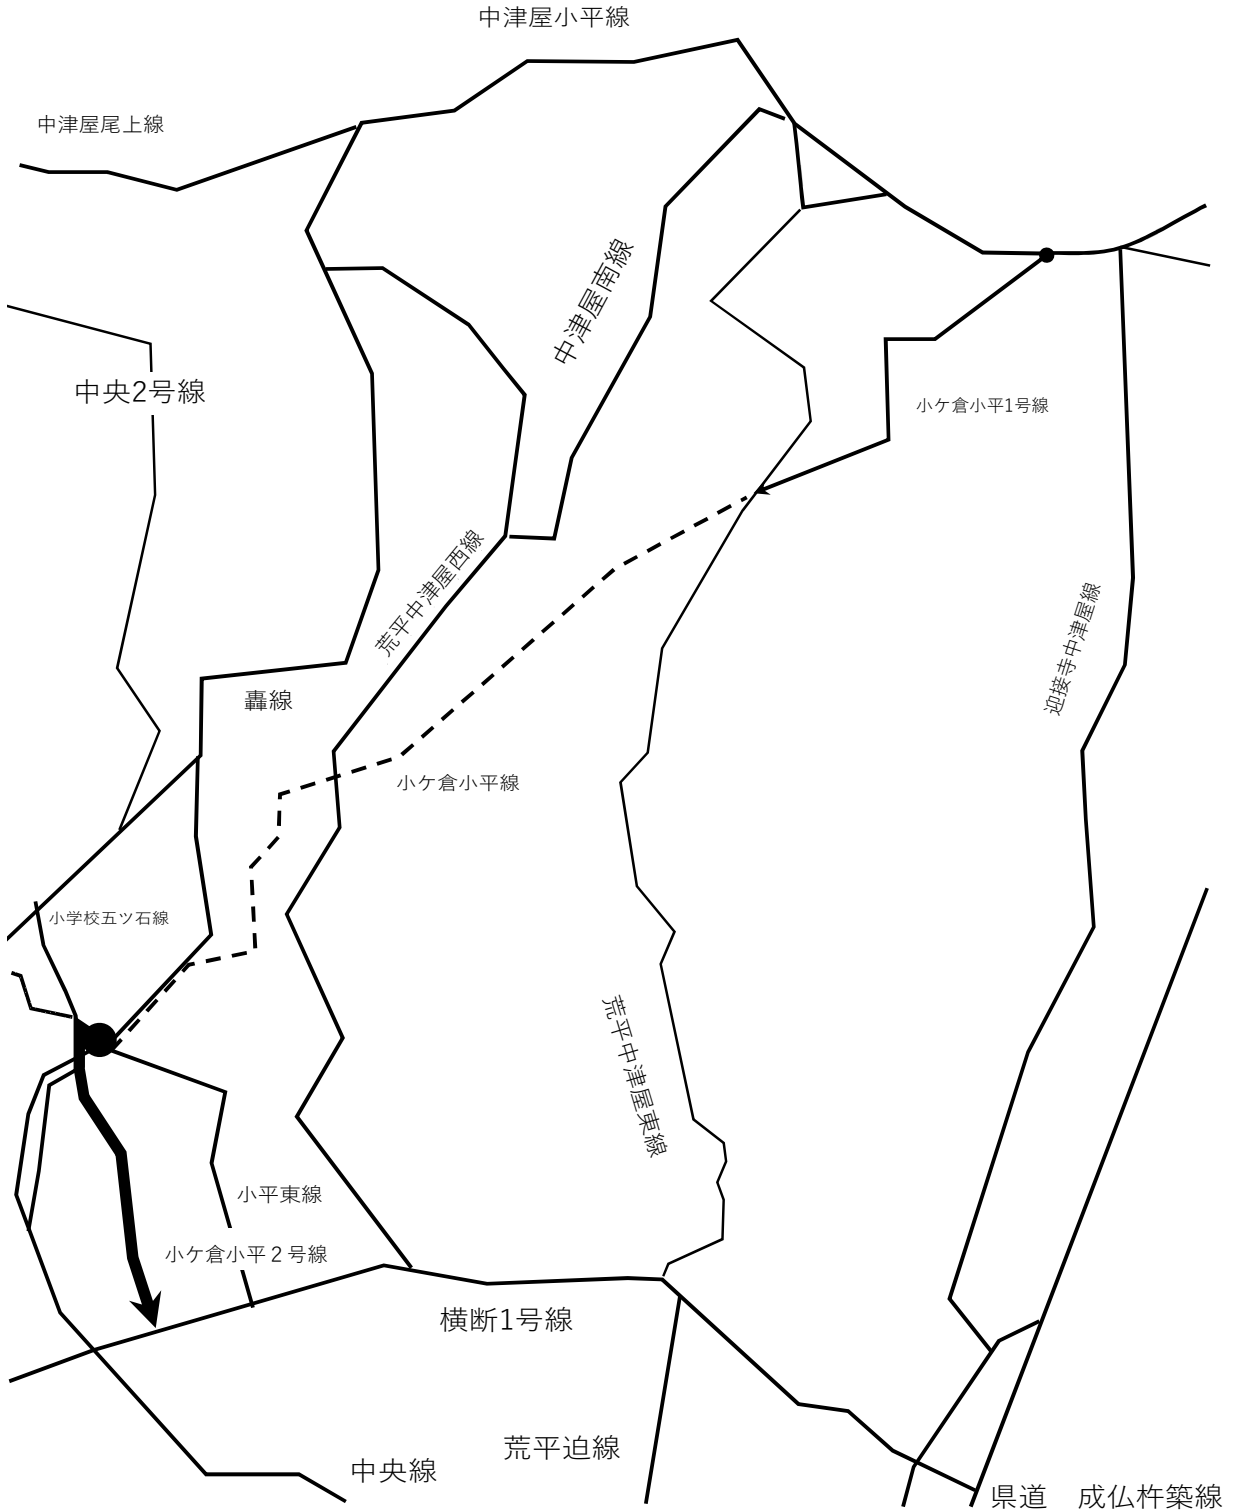 中津屋小平線
中津屋尾上線
中津屋南線
中央2号線
小ケ倉小平1号線
荒平中津屋西線
迎接寺中津屋線
轟線
小ケ倉小平線
小学校五ツ石線
荒平中津屋東線
小平東線
小ケ倉小平２号線
横断1号線
荒平迫線
中央線
県道　成仏杵築線